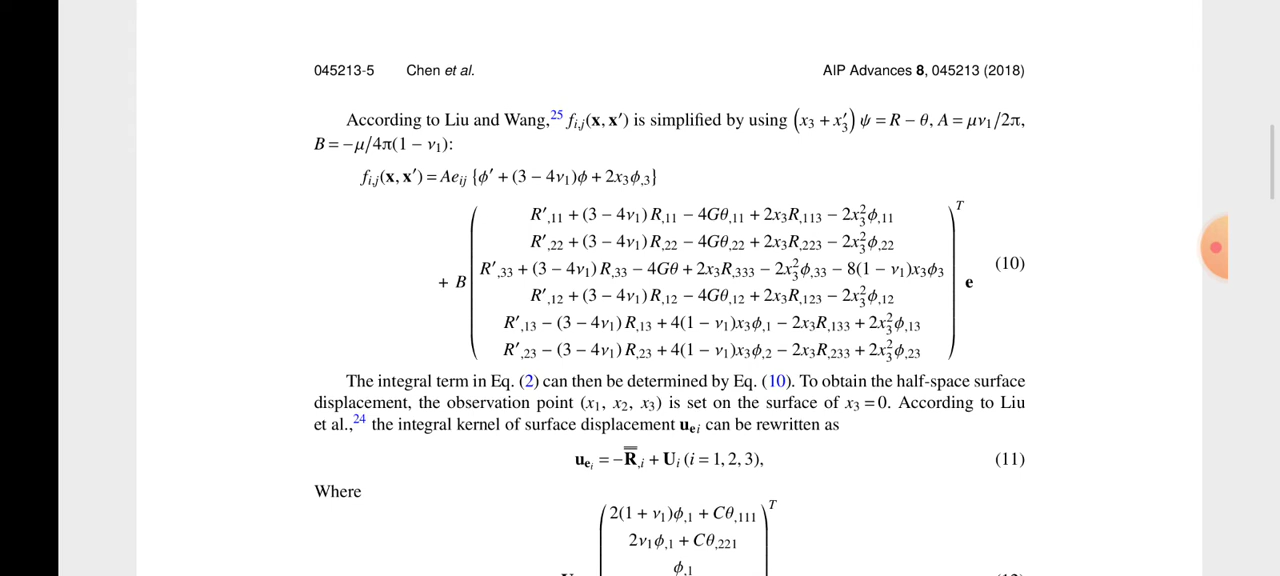 045213-5 Chen et al. AIP Advances 8, 045213 (2018)
According to Liu and Wang,²⁵ fᵢ,ⱼ(x, x′) is simplified by using (x₃ + x′₃) ψ = R − θ, A = μν₁/2π,
B = −μ/4π(1 − ν₁):
fᵢ,ⱼ(x, x′) = Aeᵢⱼ {ϕ′ + (3 − 4ν₁)ϕ + 2x₃ϕ,₃}
R′,₁₁ + (3 − 4ν₁) R,₁₁ − 4Gθ,₁₁ + 2x₃R,₁₁₃ − 2x₃²ϕ,₁₁ T
R′,₂₂ + (3 − 4ν₁) R,₂₂ − 4Gθ,₂₂ + 2x₃R,₂₂₃ − 2x₃²ϕ,₂₂
R′,₃₃ + (3 − 4ν₁) R,₃₃ − 4Gθ + 2x₃R,₃₃₃ − 2x₃²ϕ,₃₃ − 8(1 − ν₁)x₃ϕ₃ (10)
+ B R′,₁₂ + (3 − 4ν₁) R,₁₂ − 4Gθ,₁₂ + 2x₃R,₁₂₃ − 2x₃²ϕ,₁₂ e
R′,₁₃ − (3 − 4ν₁) R,₁₃ + 4(1 − ν₁)x₃ϕ,₁ − 2x₃R,₁₃₃ + 2x₃²ϕ,₁₃
R′,₂₃ − (3 − 4ν₁) R,₂₃ + 4(1 − ν₁)x₃ϕ,₂ − 2x₃R,₂₃₃ + 2x₃²ϕ,₂₃
The integral term in Eq. (2) can then be determined by Eq. (10). To obtain the half-space surface
displacement, the observation point (x₁, x₂, x₃) is set on the surface of x₃ = 0. According to Liu
et al.,²⁴ the integral kernel of surface displacement uₑᵢ can be rewritten as
uₑᵢ = −R̿,ᵢ + Uᵢ (i = 1, 2, 3), (11)
Where
2(1 + ν₁)ϕ,₁ + Cθ,₁₁₁ T
2ν₁ϕ,₁ + Cθ,₂₂₁
ϕ,₁